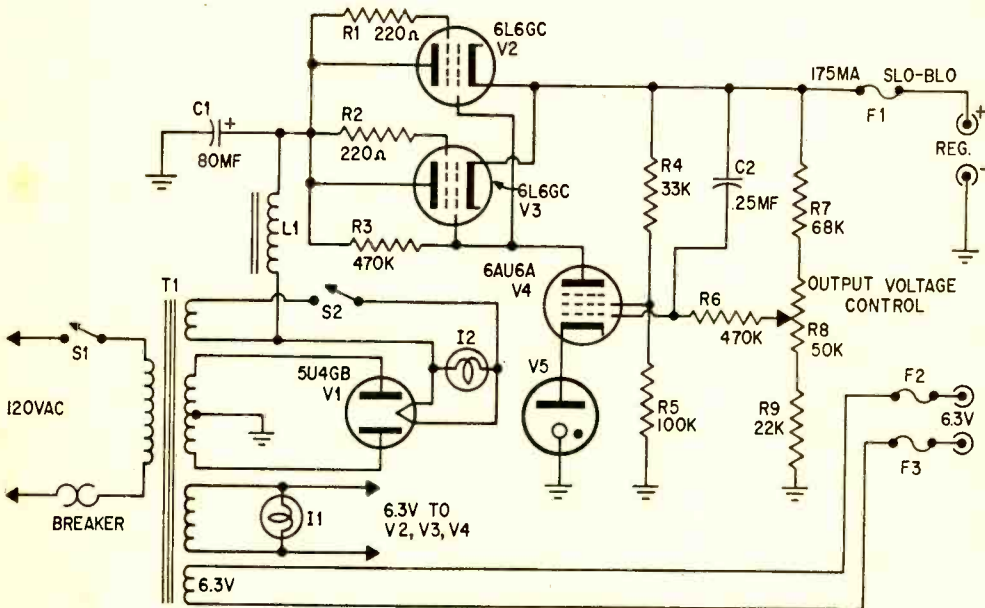 R1 220Ω
6L6GC
V2
C1
+
80MF
R2
220Ω
6L6GC
V3
R3
470K
L1
175MA SLO-BLO
F1
+
REG.
-
R4
33K
C2
.25MF
R7
68K
6AU6A
V4
R6
470K
OUTPUT VOLTAGE
CONTROL
R8
50K
T1
S2
S1
I2
5U4GB
V1
V5
R5
100K
R9
22K
120VAC
F2
6.3V
F3
BREAKER
I1
6.3V TO
V2, V3, V4
6.3V